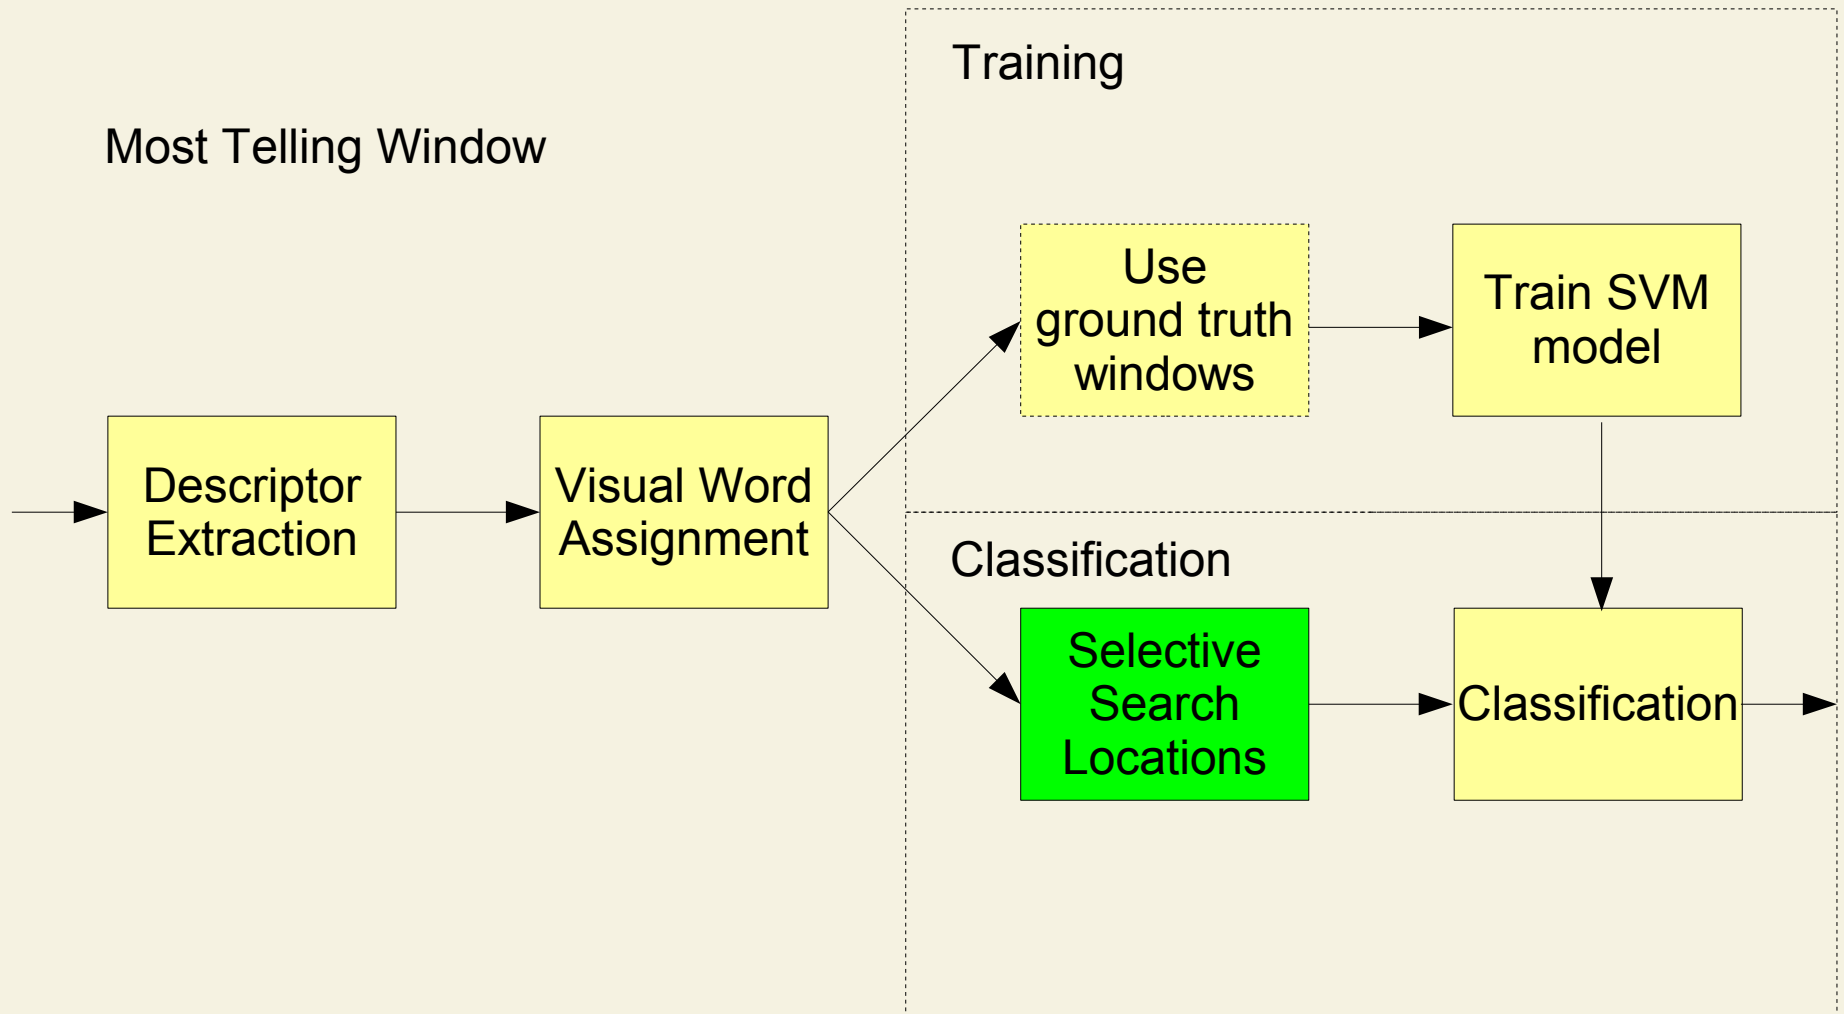 Most Telling Window
Training
Use
ground truth
windows
Train SVM
model
Descriptor
Extraction
Visual Word
Assignment
Classification
Selective
Search
Locations
Classification